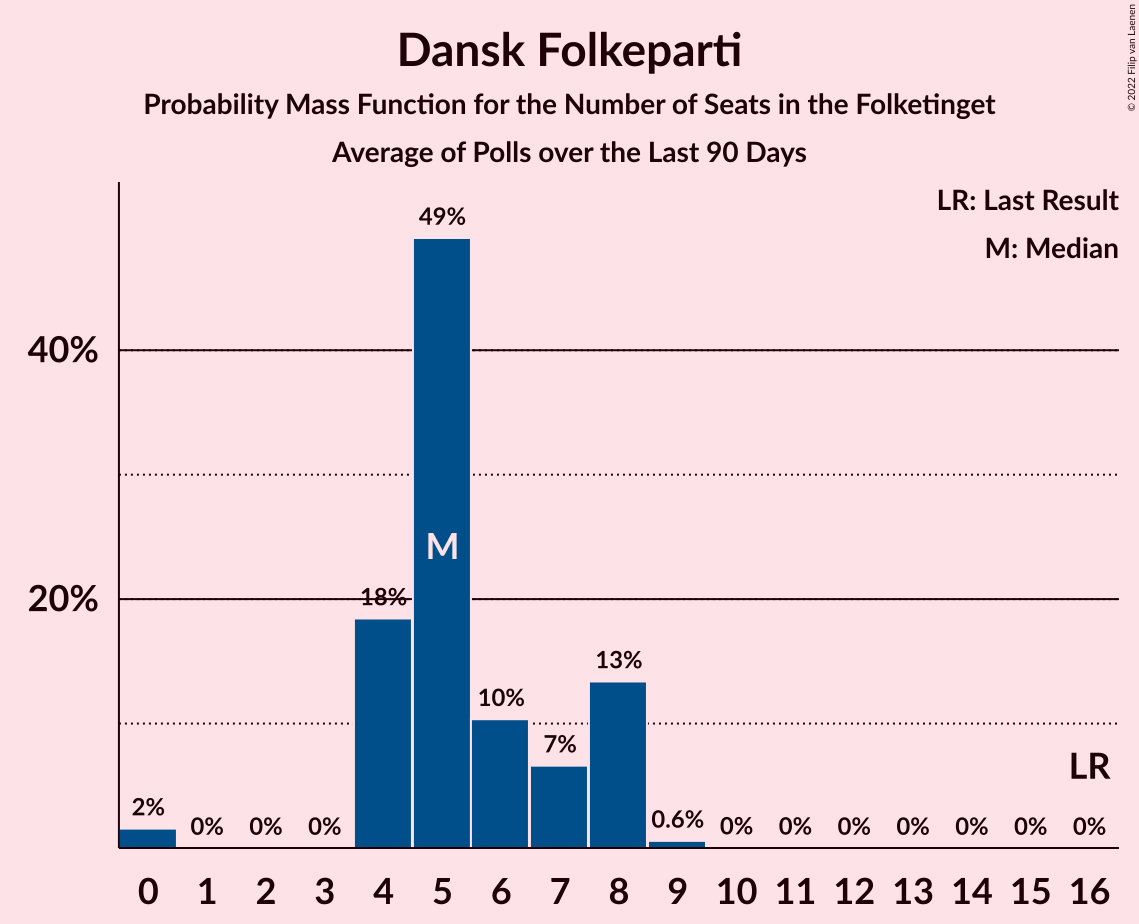 Dansk Folkeparti
Probability Mass Function for the Number of Seats in the Folketinget
Average of Polls over the Last 90 Days
© 2022 Filip van Laenen
LR: Last Result
M: Median
49%
40%
M
20%
18%
13%
10%
7%
LR
2%
0%
0%
0%
0.6%
0%
0%
0%
0%
0%
0%
0%
0 1 2 3 4 5 6 7 8 9 10 11 12 13 14 15 16